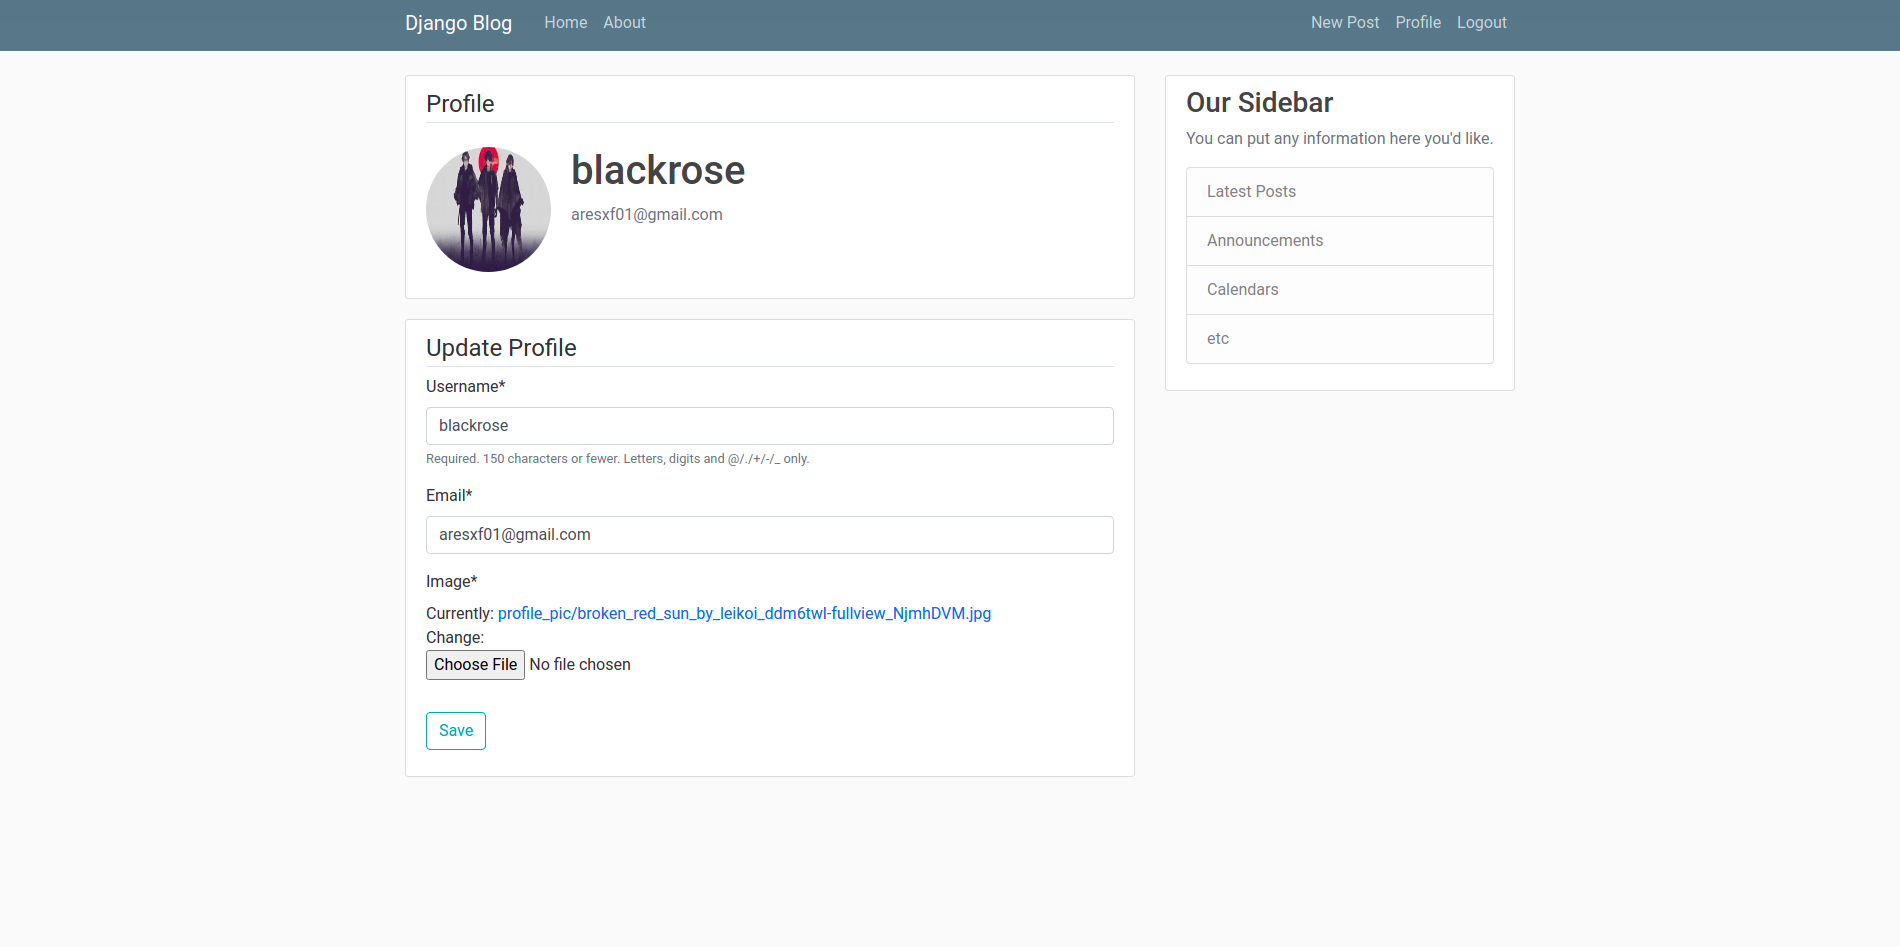 Django Blog Home About New Post Profile Logout
Profile
blackrose
aresxf01@gmail.com
Update Profile
Username*
blackrose
Required. 150 characters or fewer. Letters, digits and @/./+/-/_ only.
Email*
aresxf01@gmail.com
Image*
Currently: profile_pic/broken_red_sun_by_leikoi_ddm6twl-fullview_NjmhDVM.jpg
Change:
Choose File No file chosen
Save
Our Sidebar
You can put any information here you'd like.
Latest Posts
Announcements
Calendars
etc